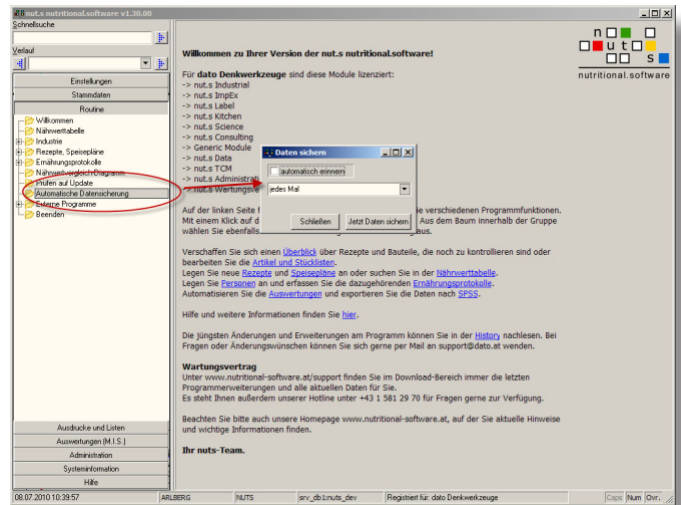 nut.s nutritional.software v1.30.00
Schnellsuche
Verlauf
Einstellungen
Stammdaten
Routine
Willkommen
Nährwerttabelle
Industrie
Rezepte, Speisepläne
Ernährungsprotokolle
Nährwertvergleich-Diagramm
Prüfen auf Update
Automatische Datensicherung
Externe Programme
Beenden
Ausdrucke und Listen
Auswertungen (M.I.S.)
Administration
Systeminformation
Hilfe
n u t s
nutritional.software
Willkommen zu Ihrer Version der nut.s nutritional.software!
Für dato Denkwerkzeuge sind diese Module lizenziert:
-> nut.s Industrial
-> nut.s ImpEx
-> nut.s Label
-> nut.s Kitchen
-> nut.s Science
-> nut.s Consulting
-> Generic Module
-> nut.s Data
-> nut.s TCM
-> nut.s Administrati
-> nut.s Wartungsve
Daten sichern
automatisch erinnern
jedes Mal
Schließen
Jetzt Daten sichern
Auf der linken Seite f ie verschiedenen Programmfunktionen.
Mit einem Klick auf d Aus dem Baum innerhalb der Gruppe
wählen Sie ebenfalls aus.
Verschaffen Sie sich einen Überblick über Rezepte und Bauteile, die noch zu kontrollieren sind oder
bearbeiten Sie die Artikel und Stücklisten.
Legen Sie neue Rezepte und Speisepläne an oder suchen Sie in der Nährwerttabelle.
Legen Sie Personen an und erfassen Sie die dazugehörenden Ernährungsprotokolle.
Automatisieren Sie die Auswertungen und exportieren Sie die Daten nach SPSS.
Hilfe und weitere Informationen finden Sie hier.
Die jüngsten Änderungen und Erweiterungen am Programm können Sie in der History nachlesen. Bei
Fragen oder Änderungswünschen können Sie sich gerne per Mail an support@dato.at wenden.
Wartungsvertrag
Unter www.nutritional-software.at/support finden Sie im Download-Bereich immer die letzten
Programmerweiterungen und alle aktuellen Daten für Sie.
Es steht Ihnen außerdem unserer Hotline unter +43 1 581 29 70 für Fragen gerne zur Verfügung.
Beachten Sie bitte auch unsere Homepage www.nutritional-software.at, auf der Sie aktuelle Hinweise
und wichtige Informationen finden.
Ihr nuts-Team.
08.07.2010 10:39:57 ARLBERG NUTS srv_db1:nuts_dev Registriert für: dato Denkwerkzeuge Caps Num Ovr.